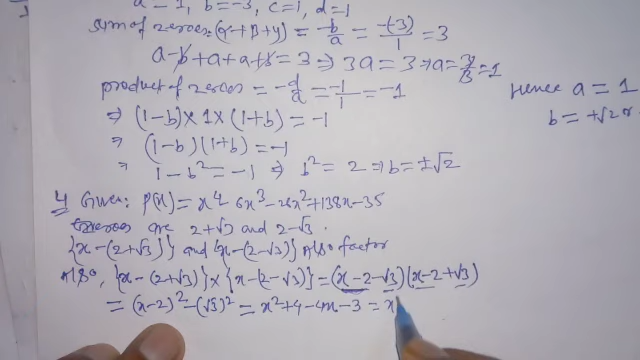 a = 1, b = -3, c = 1, d = 1
sum of zeroes = (α+β+γ) = -b/a = -(-3)/1 = 3
a-b+a+a+b = 3 ⇒ 3a = 3 ⇒ a = 3/3 = 1
product of zeroes = -d/a = -1/1 = -1
⇒ (1-b) × 1 × (1+b) = -1
⇒ (1-b)(1+b) = -1
⇒ 1-b² = -1 ⇒ b² = 2 ⇒ b = ±√2
Hence a = 1
b = ±√2
4 Given: p(x) = x⁴ 6x³-26x²+138x-35
zeroes are 2+√3 and 2-√3.
{x-(2+√3)} and {x-(2-√3)} Also factor
Also, {x-(2+√3)} × {x-(2-√3)} = (x-2-√3)(x-2+√3)
= (x-2)²-(√3)² = x²+4-4x-3 = x